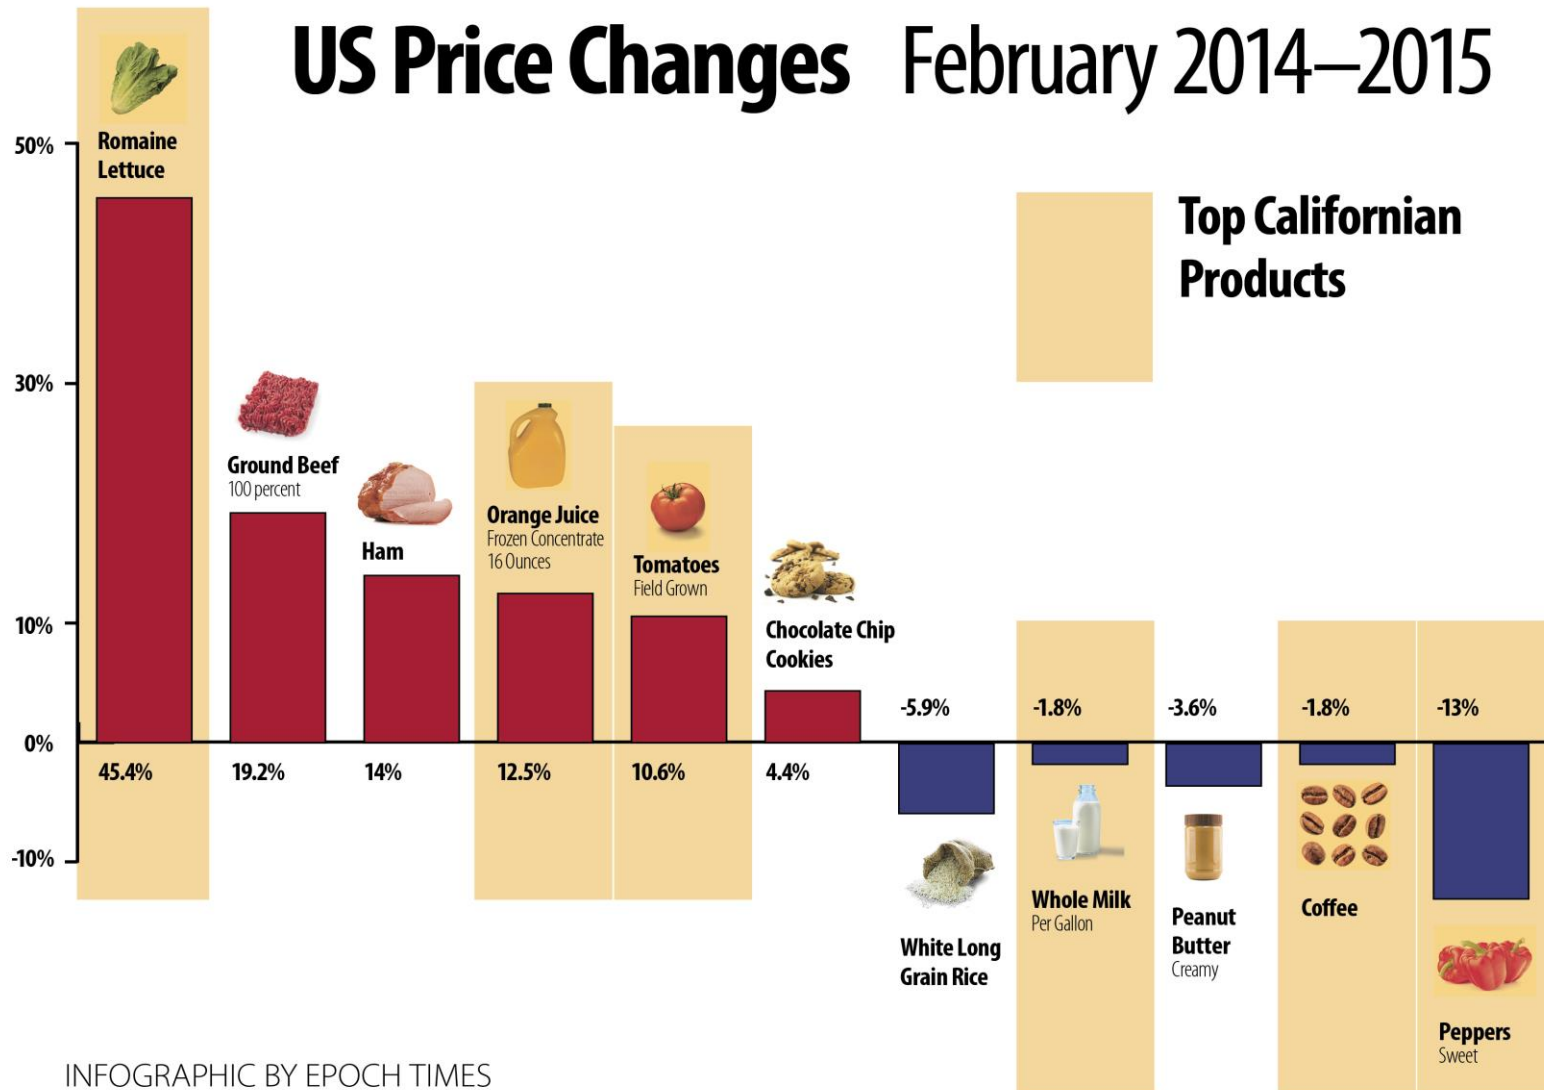 US Price Changes February 2014–2015
Romaine
Lettuce
50%
30%
10%
0%
-10%
Top Californian
Products
Ground Beef
100 percent
Ham
Orange Juice
Frozen Concentrate
16 Ounces
Tomatoes
Field Grown
Chocolate Chip
Cookies
45.4%
19.2%
14%
12.5%
10.6%
4.4%
-5.9%
-1.8%
-3.6%
-1.8%
-13%
White Long
Grain Rice
Whole Milk
Per Gallon
Peanut
Butter
Creamy
Coffee
Peppers
Sweet
INFOGRAPHIC BY EPOCH TIMES